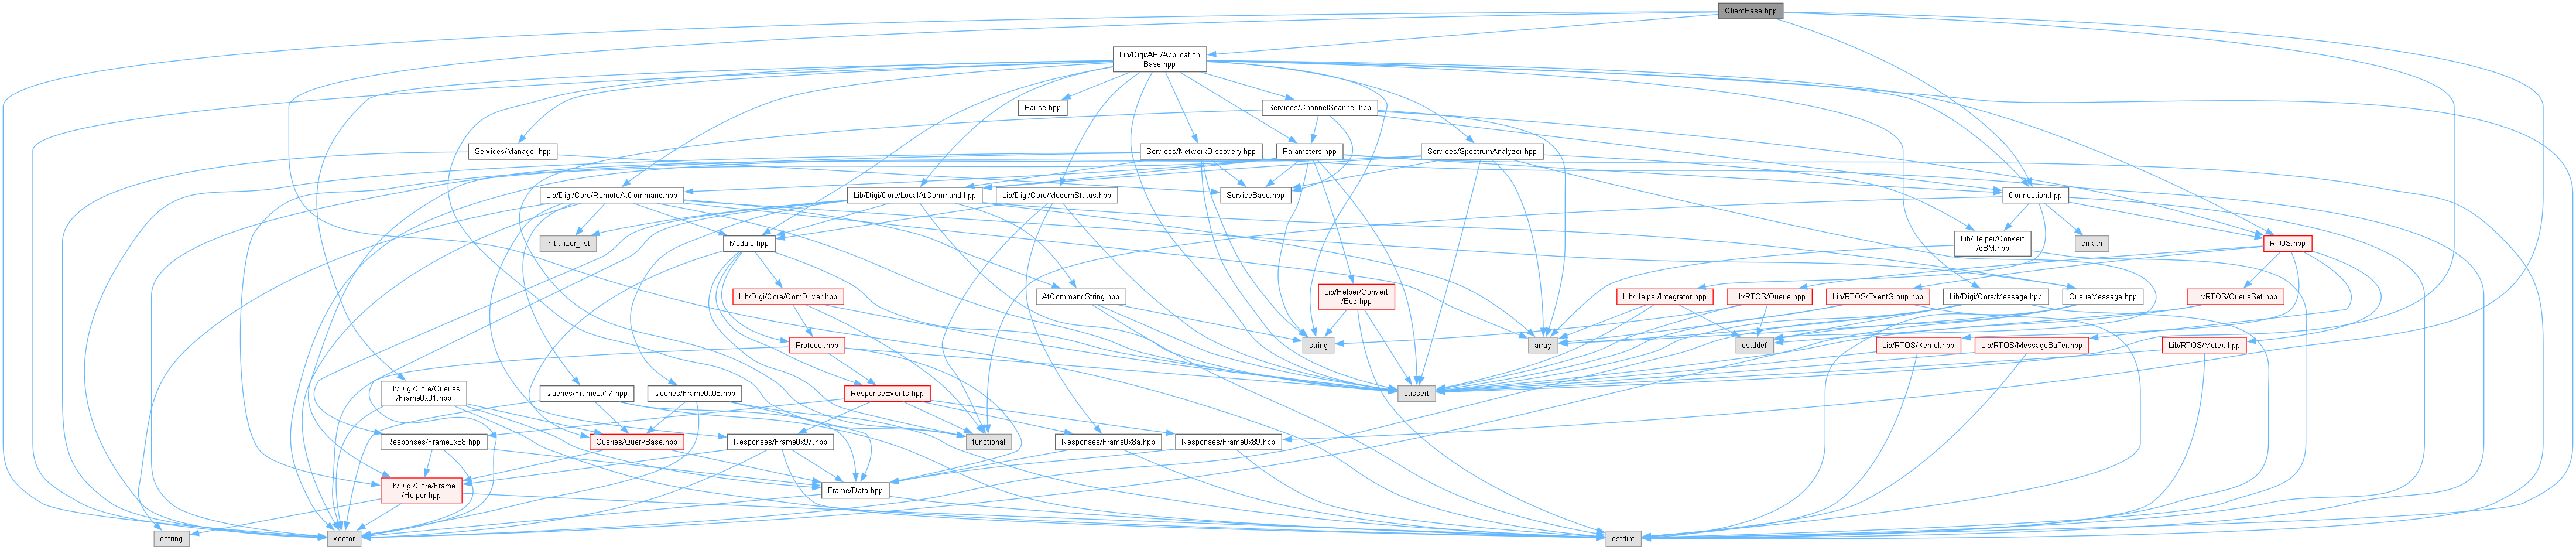 ClientBase.hpp
Lib/Digi/API/Application
Base.hpp
Pause.hpp
Services/ChannelScanner.hpp
Services/Manager.hpp
Services/NetworkDiscovery.hpp
Parameters.hpp
Services/SpectrumAnalyzer.hpp
Lib/Digi/Core/RemoteAtCommand.hpp
Lib/Digi/Core/LocalAtCommand.hpp
Lib/Digi/Core/ModemStatus.hpp
ServiceBase.hpp
Connection.hpp
initializer_list
Module.hpp
Lib/Helper/Convert
/dBM.hpp
cmath
RTOS.hpp
Lib/Digi/Core/ComDriver.hpp
AtCommandString.hpp
Lib/Helper/Convert
/Bcd.hpp
Lib/Helper/Integrator.hpp
Lib/RTOS/Queue.hpp
Lib/RTOS/EventGroup.hpp
Lib/Digi/Core/Message.hpp
QueueMessage.hpp
Lib/RTOS/QueueSet.hpp
Protocol.hpp
string
array
cstddef
Lib/RTOS/Kernel.hpp
Lib/RTOS/MessageBuffer.hpp
Lib/RTOS/Mutex.hpp
Lib/Digi/Core/Queries
/Frame0x01.hpp
Queries/Frame0x17.hpp
Queries/Frame0x08.hpp
ResponseEvents.hpp
cassert
Responses/Frame0x88.hpp
Queries/QueryBase.hpp
Responses/Frame0x97.hpp
functional
Responses/Frame0x8a.hpp
Responses/Frame0x89.hpp
Lib/Digi/Core/Frame
/Helper.hpp
Frame/Data.hpp
cstring
vector
cstdint